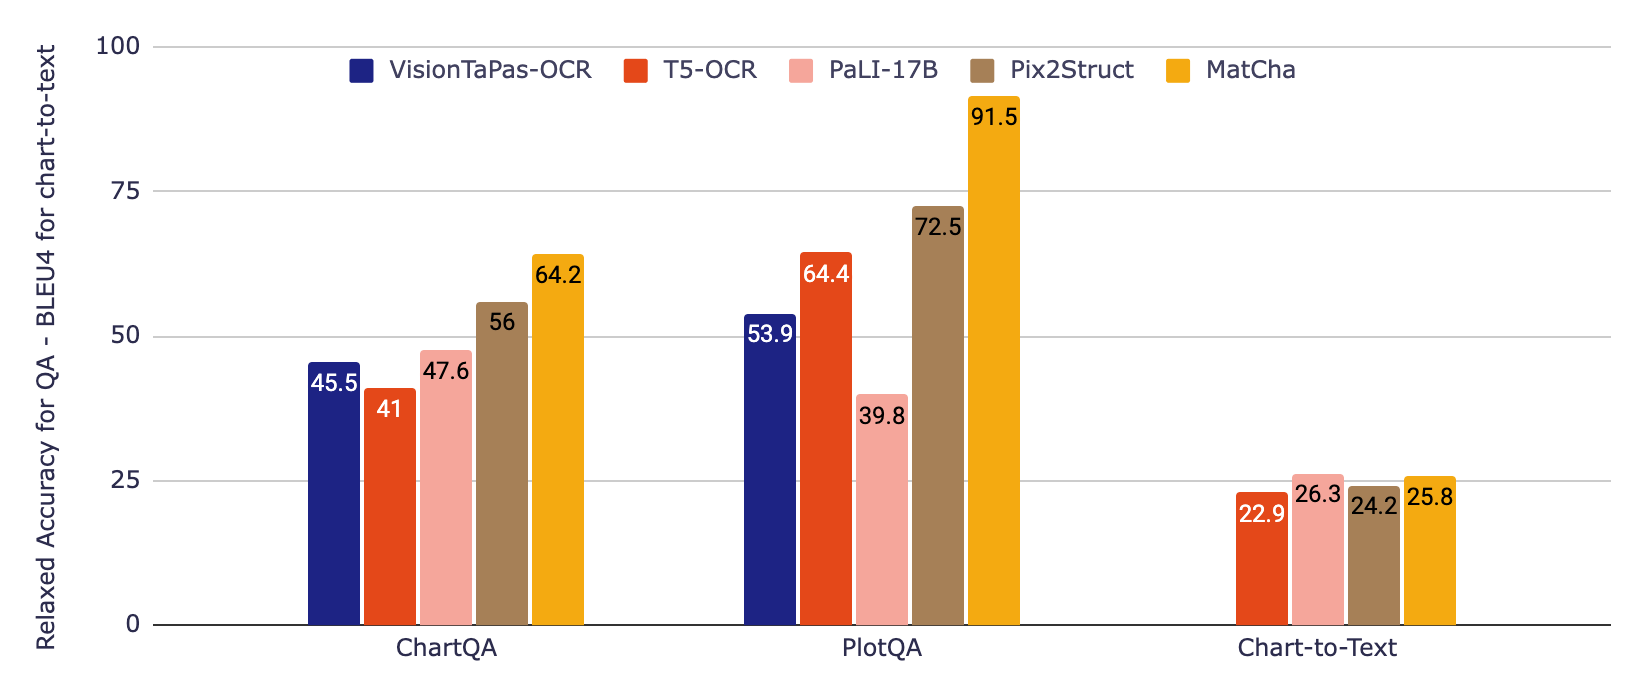 Relaxed Accuracy for QA - BLEU4 for chart-to-text
100
75
50
25
0
VisionTaPas-OCR T5-OCR PaLI-17B Pix2Struct MatCha
45.5 41 47.6 56 64.2
53.9 64.4 39.8 72.5 91.5
22.9 26.3 24.2 25.8
ChartQA PlotQA Chart-to-Text